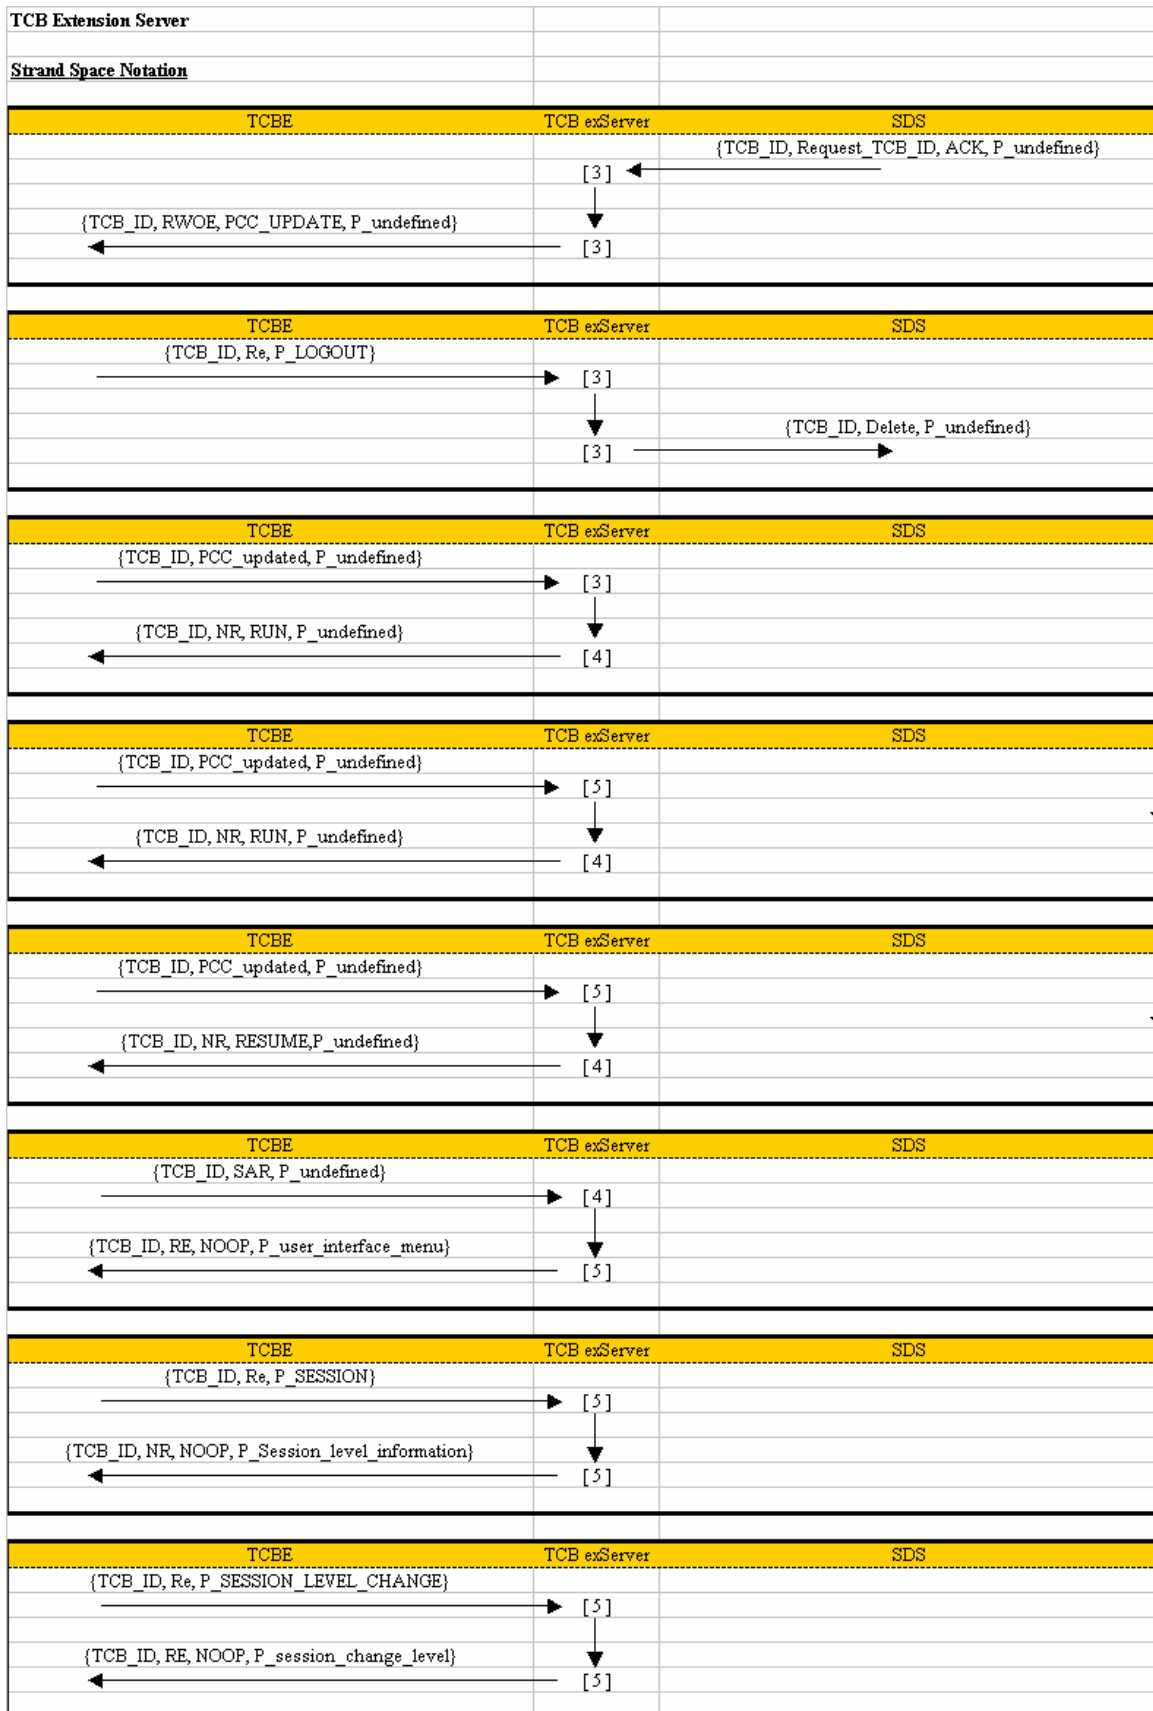 TCB Extension Server
Strand Space Notation
TCBE TCB exServer SDS
{TCB_ID, Request_TCB_ID, ACK, P_undefined}
[3]
{TCB_ID, RWOE, PCC_UPDATE, P_undefined}
[3]
TCBE TCB exServer SDS
{TCB_ID, Re, P_LOGOUT}
[3]
{TCB_ID, Delete, P_undefined}
[3]
TCBE TCB exServer SDS
{TCB_ID, PCC_updated, P_undefined}
[3]
{TCB_ID, NR, RUN, P_undefined}
[4]
TCBE TCB exServer SDS
{TCB_ID, PCC_updated, P_undefined}
[5]
{TCB_ID, NR, RUN, P_undefined}
[4]
TCBE TCB exServer SDS
{TCB_ID, PCC_updated, P_undefined}
[5]
{TCB_ID, NR, RESUME,P_undefined}
[4]
TCBE TCB exServer SDS
{TCB_ID, SAR, P_undefined}
[4]
{TCB_ID, RE, NOOP, P_user_interface_menu}
[5]
TCBE TCB exServer SDS
{TCB_ID, Re, P_SESSION}
[5]
{TCB_ID, NR, NOOP, P_Session_level_information}
[5]
TCBE TCB exServer SDS
{TCB_ID, Re, P_SESSION_LEVEL_CHANGE}
[5]
{TCB_ID, RE, NOOP, P_session_change_level}
[5]